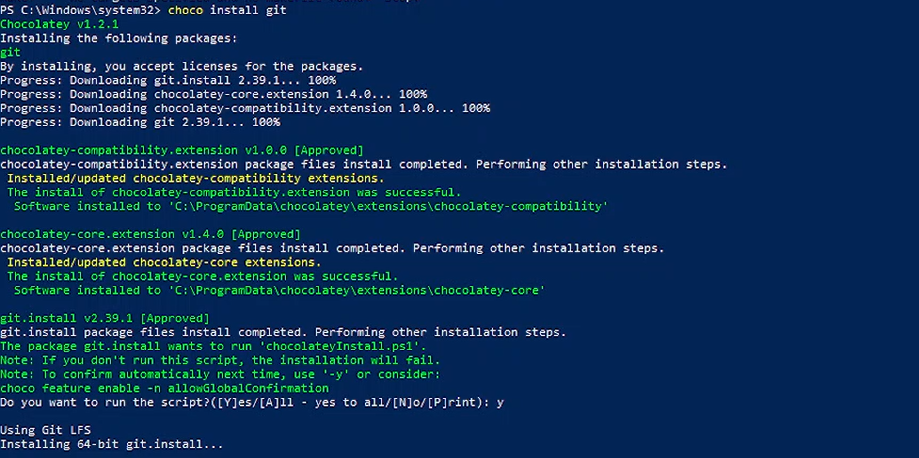 PS C:\Windows\system32> choco install git
Chocolatey v1.2.1
Installing the following packages:
git
By installing, you accept licenses for the packages.
Progress: Downloading git.install 2.39.1... 100%
Progress: Downloading chocolatey-core.extension 1.4.0... 100%
Progress: Downloading chocolatey-compatibility.extension 1.0.0... 100%
Progress: Downloading git 2.39.1... 100%
chocolatey-compatibility.extension v1.0.0 [Approved]
chocolatey-compatibility.extension package files install completed. Performing other installation steps.
Installed/updated chocolatey-compatibility extensions.
The install of chocolatey-compatibility.extension was successful.
Software installed to 'C:\ProgramData\chocolatey\extensions\chocolatey-compatibility'
chocolatey-core.extension v1.4.0 [Approved]
chocolatey-core.extension package files install completed. Performing other installation steps.
Installed/updated chocolatey-core extensions.
The install of chocolatey-core.extension was successful.
Software installed to 'C:\ProgramData\chocolatey\extensions\chocolatey-core'
git.install v2.39.1 [Approved]
git.install package files install completed. Performing other installation steps.
The package git.install wants to run 'chocolateyInstall.ps1'.
Note: If you don't run this script, the installation will fail.
Note: To confirm automatically next time, use '-y' or consider:
choco feature enable -n allowGlobalConfirmation
Do you want to run the script?([Y]es/[A]ll - yes to all/[N]o/[P]rint): y
Using Git LFS
Installing 64-bit git.install...